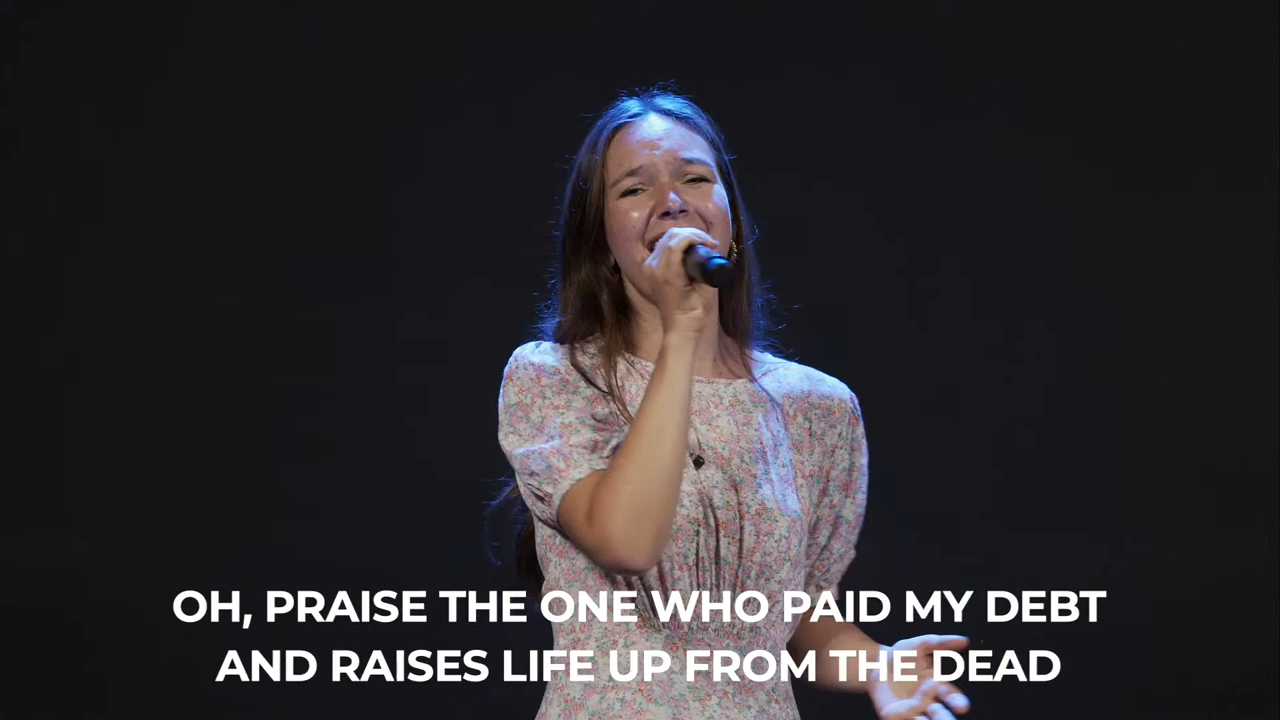 OH, PRAISE THE ONE WHO PAID MY DEBT
AND RAISES LIFE UP FROM THE DEAD